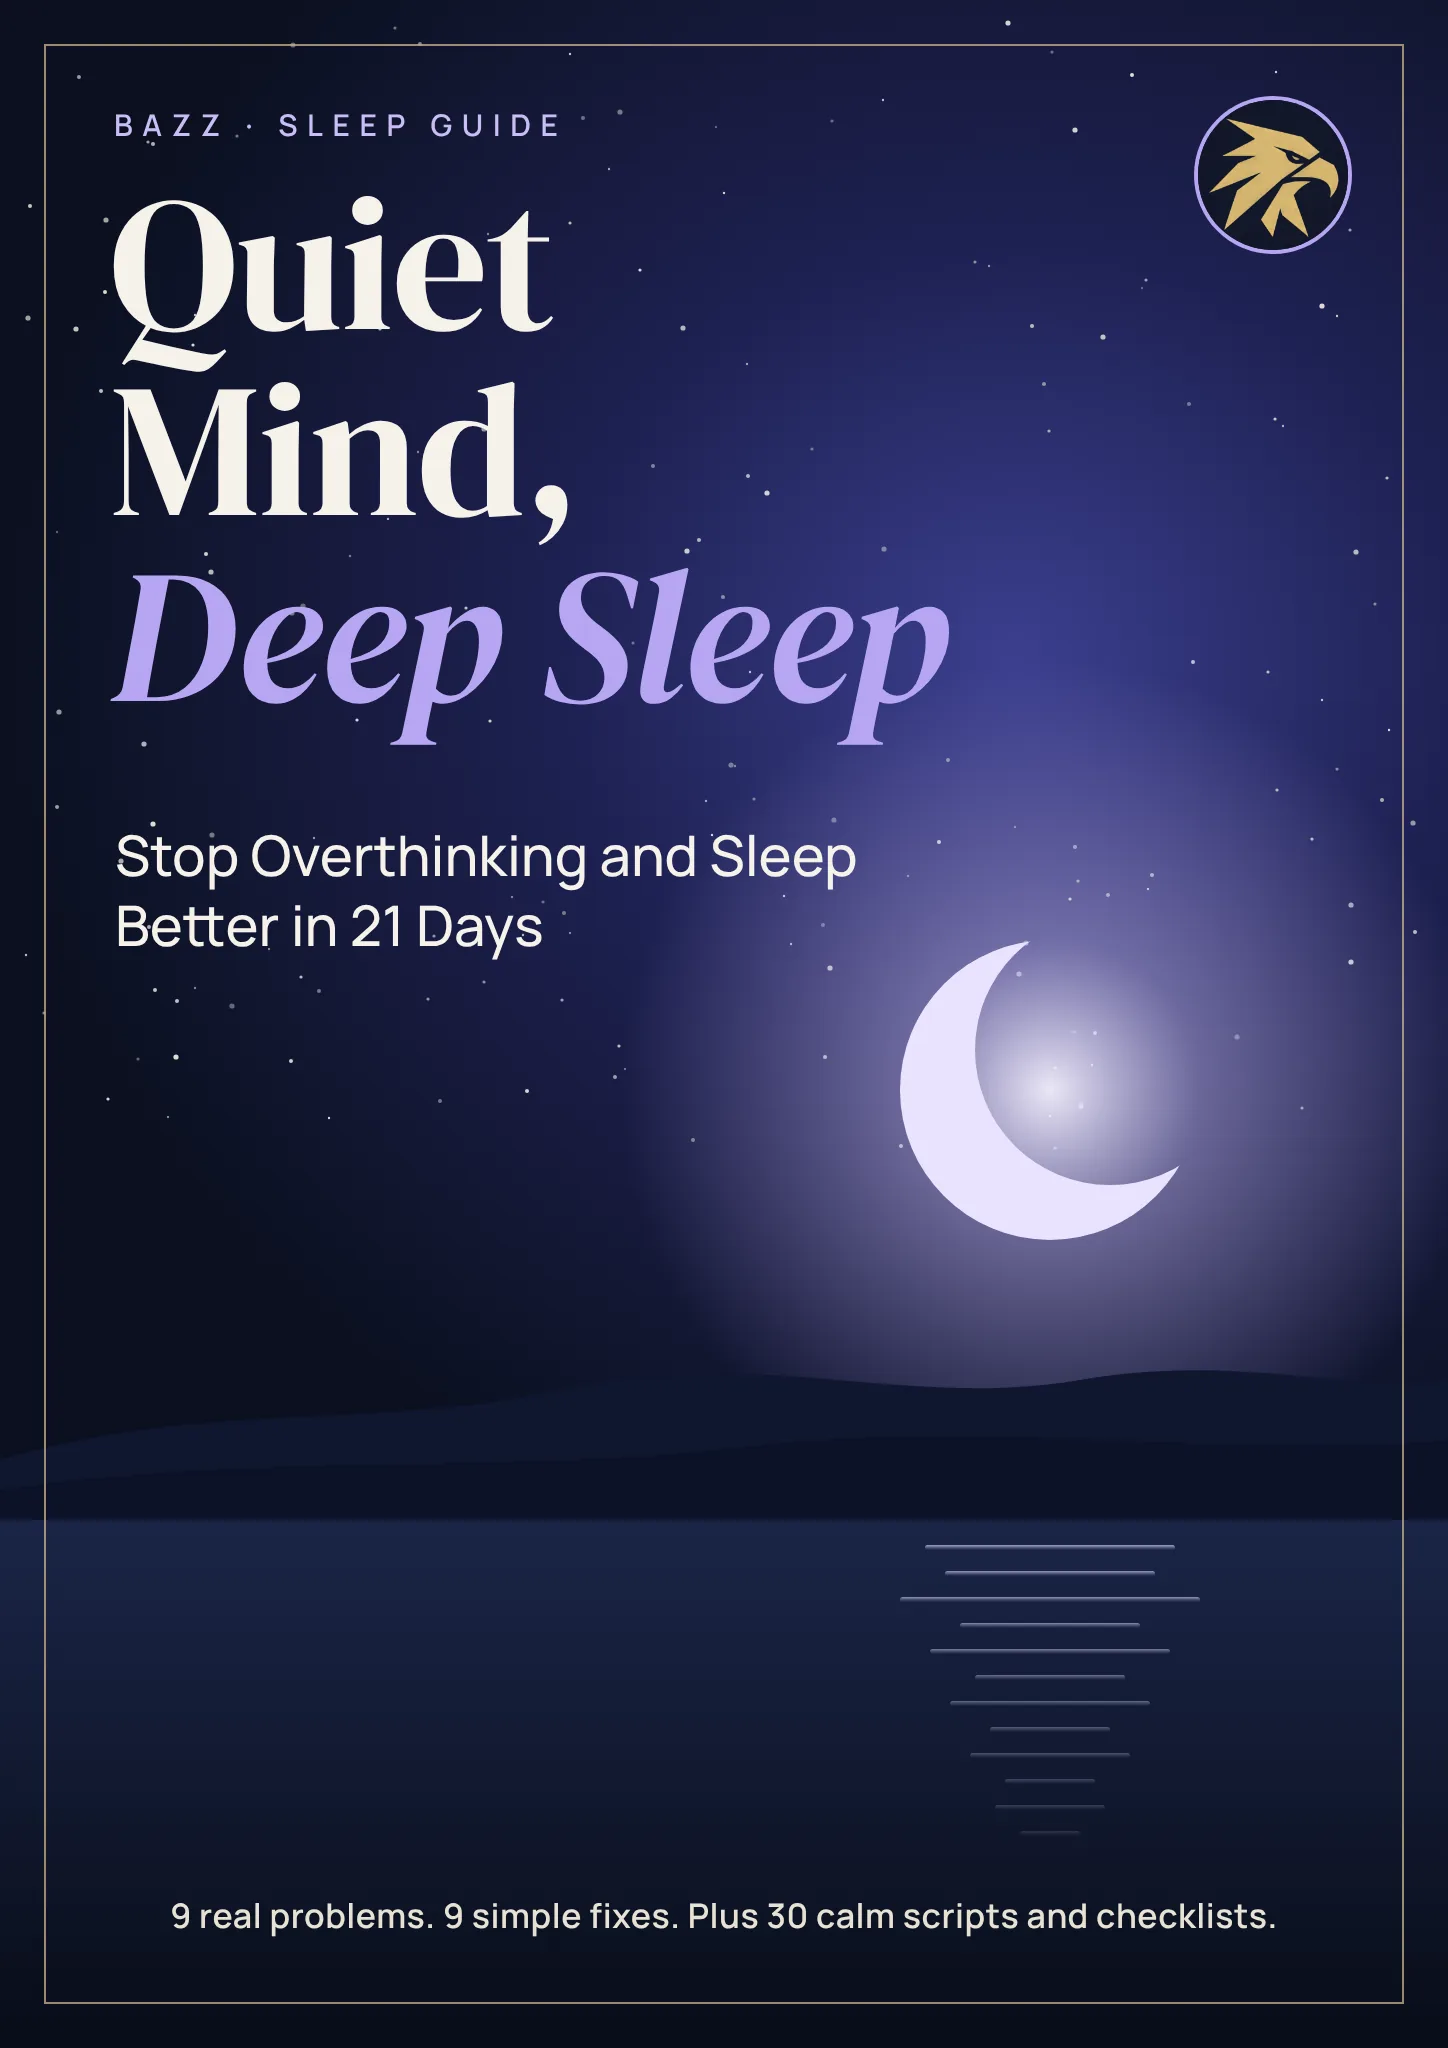 BAZZ · SLEEP GUIDE
Quiet
Mind,
Deep Sleep
Stop Overthinking and Sleep
Better in 21 Days
9 real problems. 9 simple fixes. Plus 30 calm scripts and checklists.